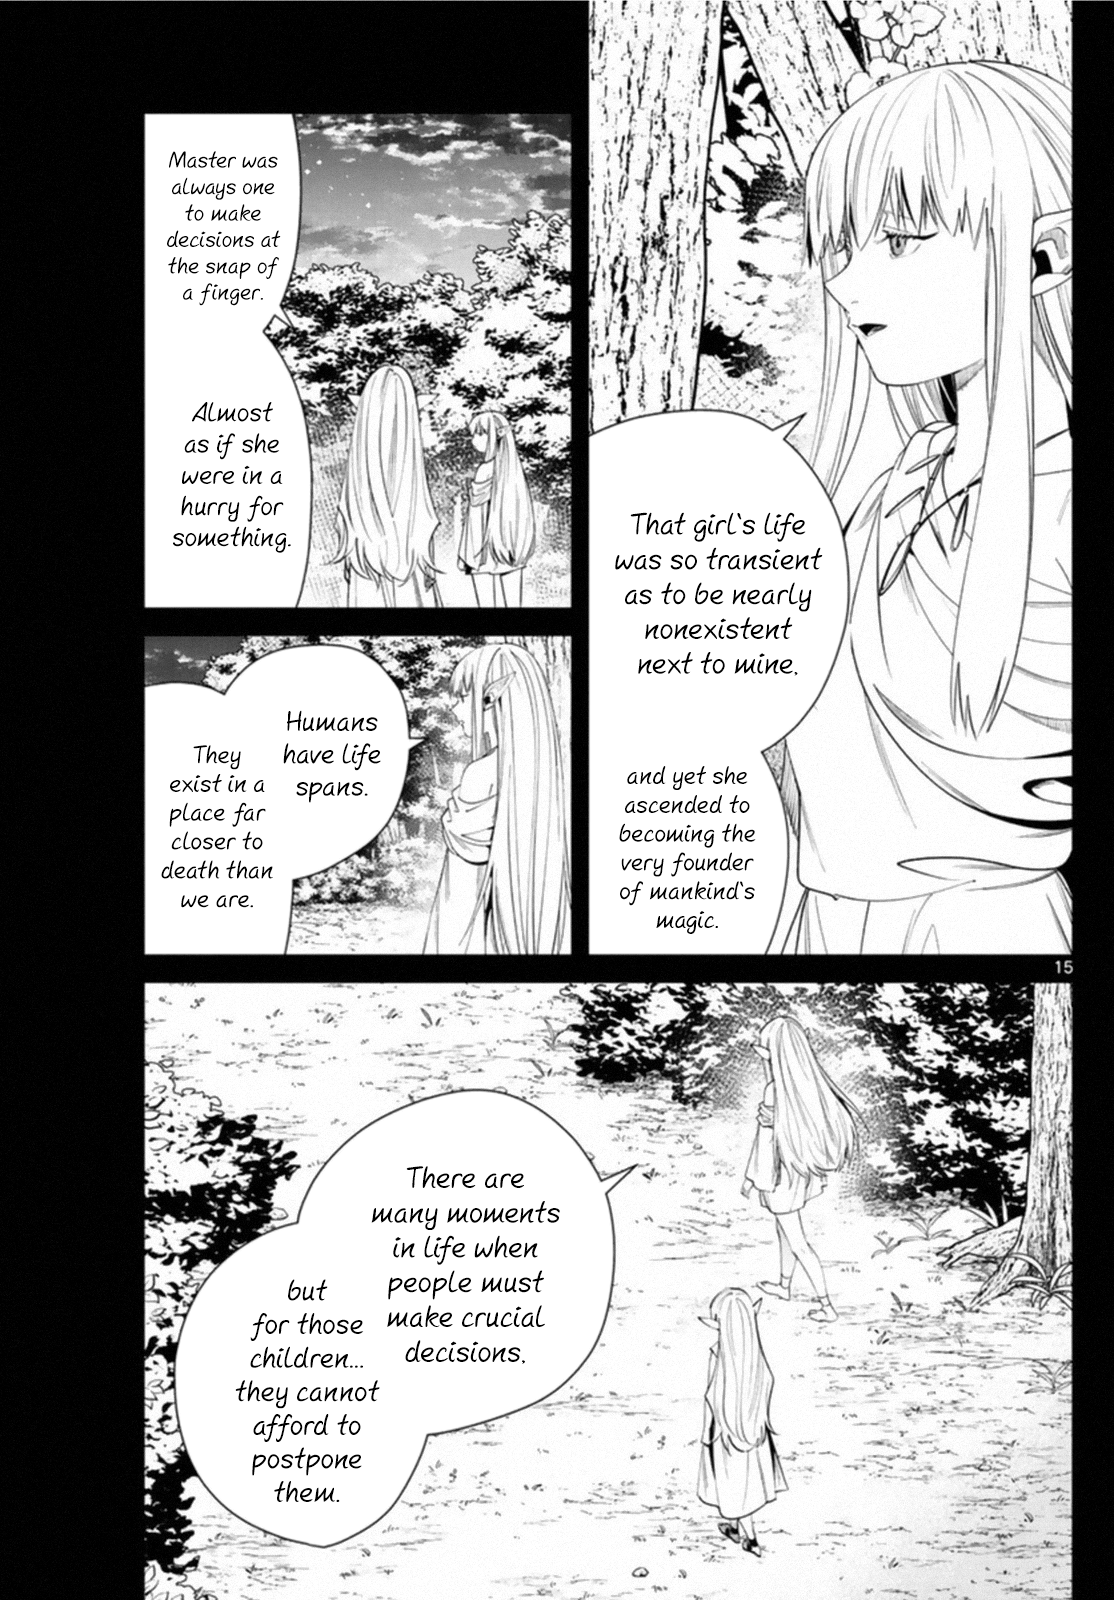 That girl`s life
was so transient
as to be nearly
nonexistent
next to mine,
and yet she
ascended to
becoming the
very founder
of mankind`s
magic.
Master was
always one
to make
decisions at
the snap of
a finger.
Almost
as if she
were in a
hurry for
something.
Humans
have life
spans.
They
exist in a
place far
closer to
death than
we are.
15
There are
many moments
in life when
people must
make crucial
decisions,
but
for those
children...
they cannot
afford to
postpone
them.